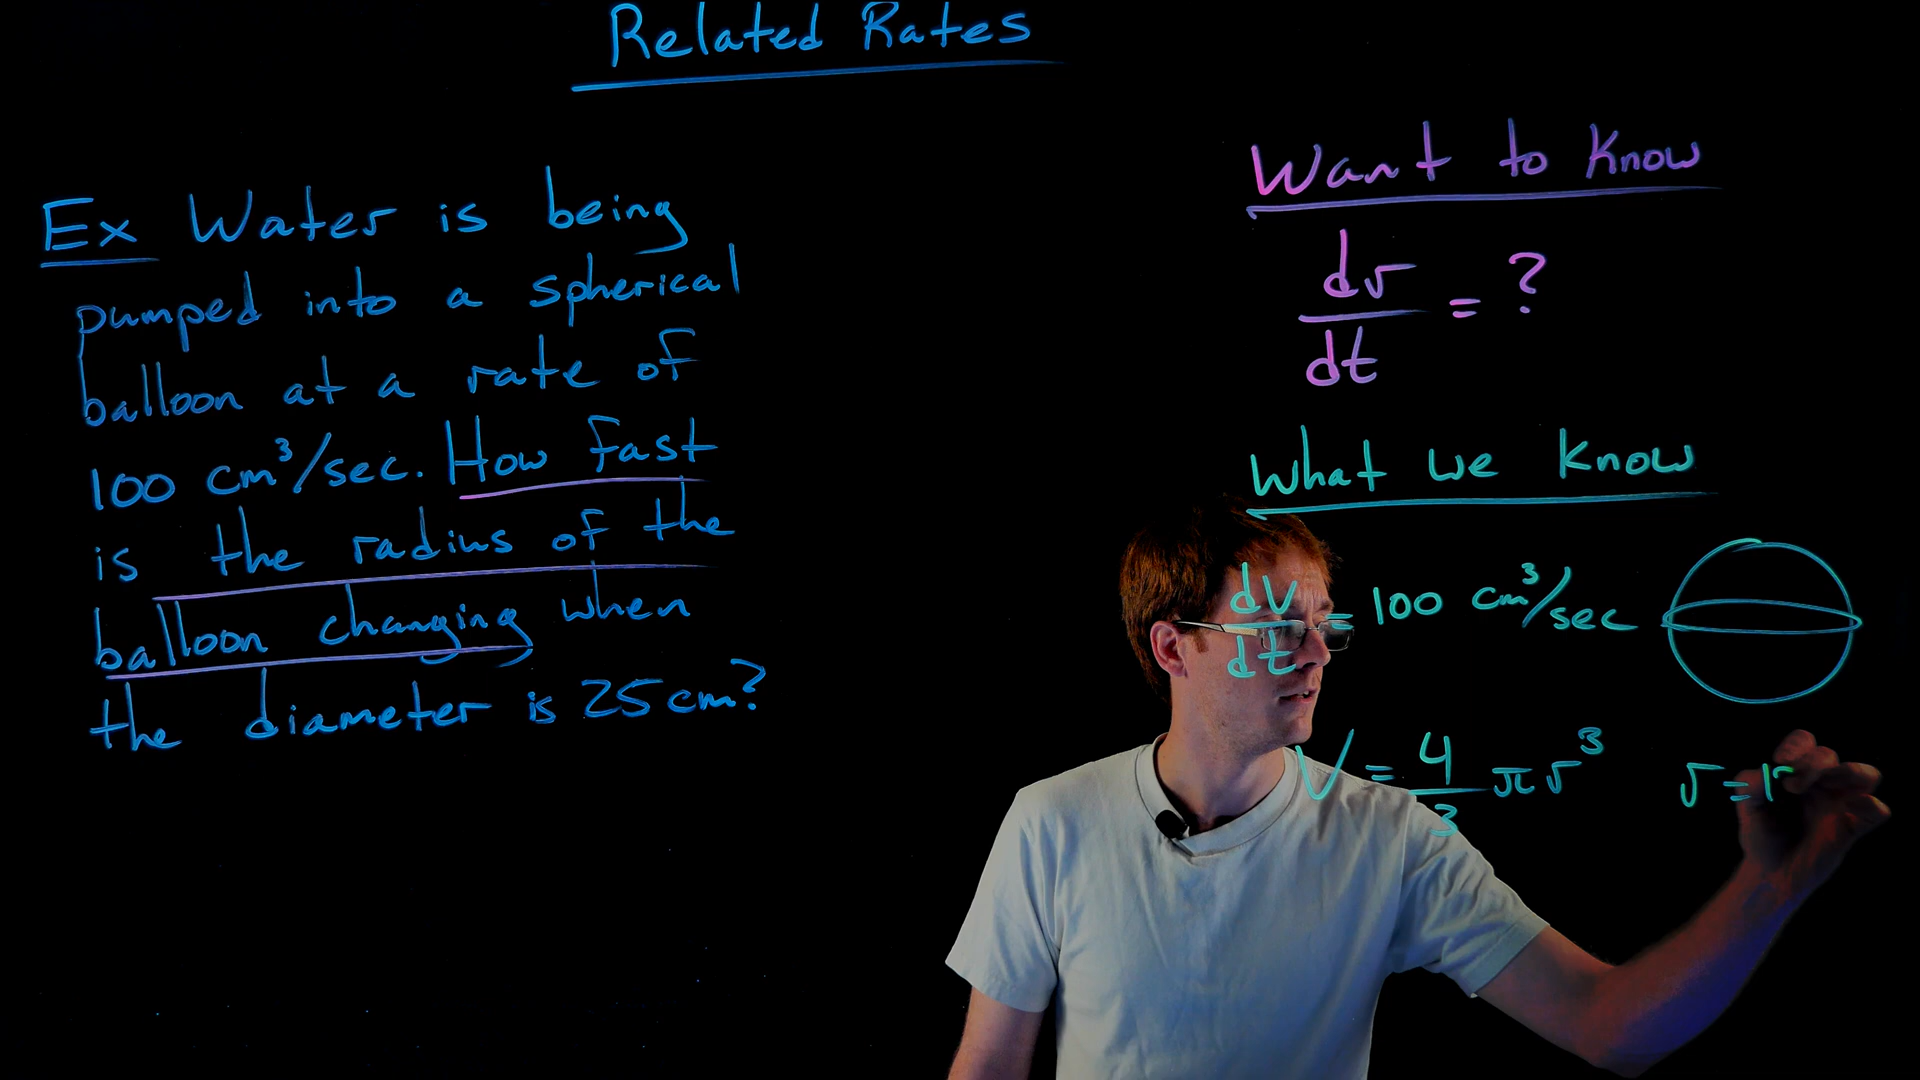 Related Rates
Ex Water is being
pumped into a spherical
balloon at a rate of
100 cm³/sec. How fast
is the radius of the
balloon changing when
the diameter is 25 cm?
Want to Know
dr/dt = ?
What we Know
dV/dt = 100 cm³/sec
V = 4/3 πr³
r = 1